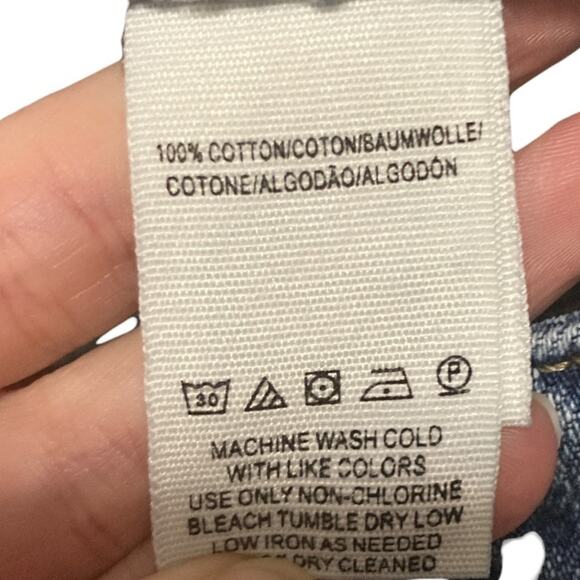 100% COTTON/COTON/BAUMWOLLE/
COTONE/ALGODÃO/ALGODÓN
30
P
MACHINE WASH COLD
WITH LIKE COLORS
USE ONLY NON-CHLORINE
BLEACH TUMBLE DRY LOW
LOW IRON AS NEEDED
DRY CLEANED